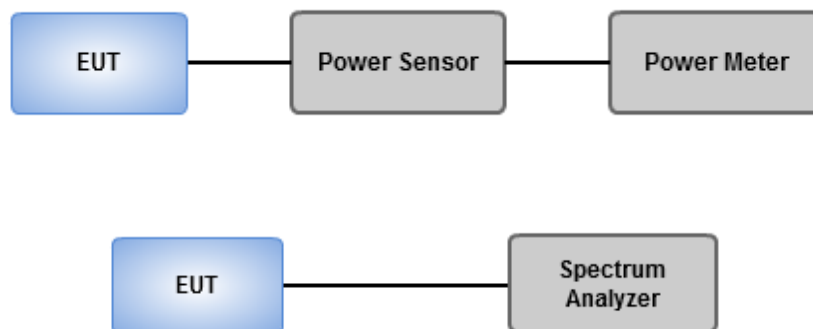 EUT
Power Sensor
Power Meter
EUT
Spectrum
Analyzer